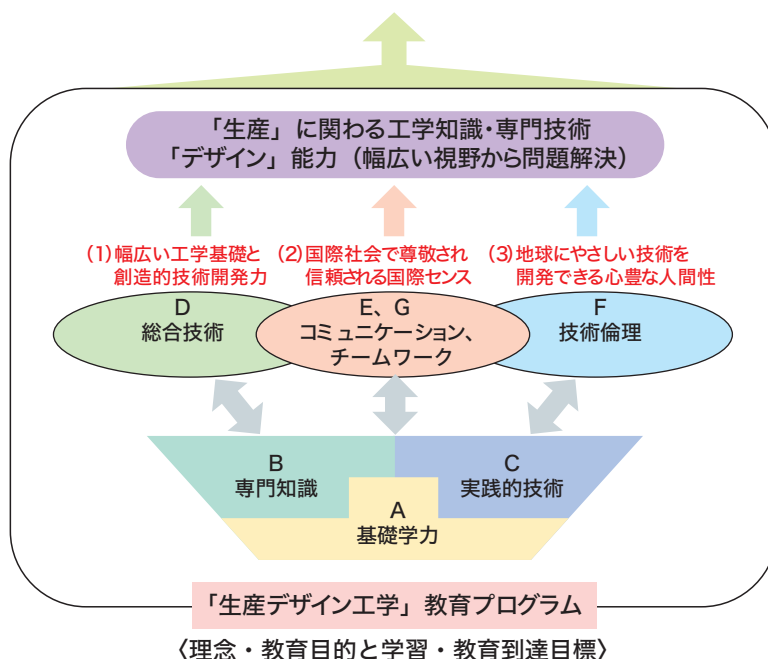 「生産」に関わる工学知識・専門技術
「デザイン」能力（幅広い視野から問題解決）
(1)幅広い工学基礎と
創造的技術開発力
(2)国際社会で尊敬され
信頼される国際センス
(3)地球にやさしい技術を
開発できる心豊な人間性
D
総合技術
E、G
コミュニケーション、
チームワーク
F
技術倫理
B
専門知識
C
実践的技術
A
基礎学力
「生産デザイン工学」教育プログラム
〈理念・教育目的と学習・教育到達目標〉